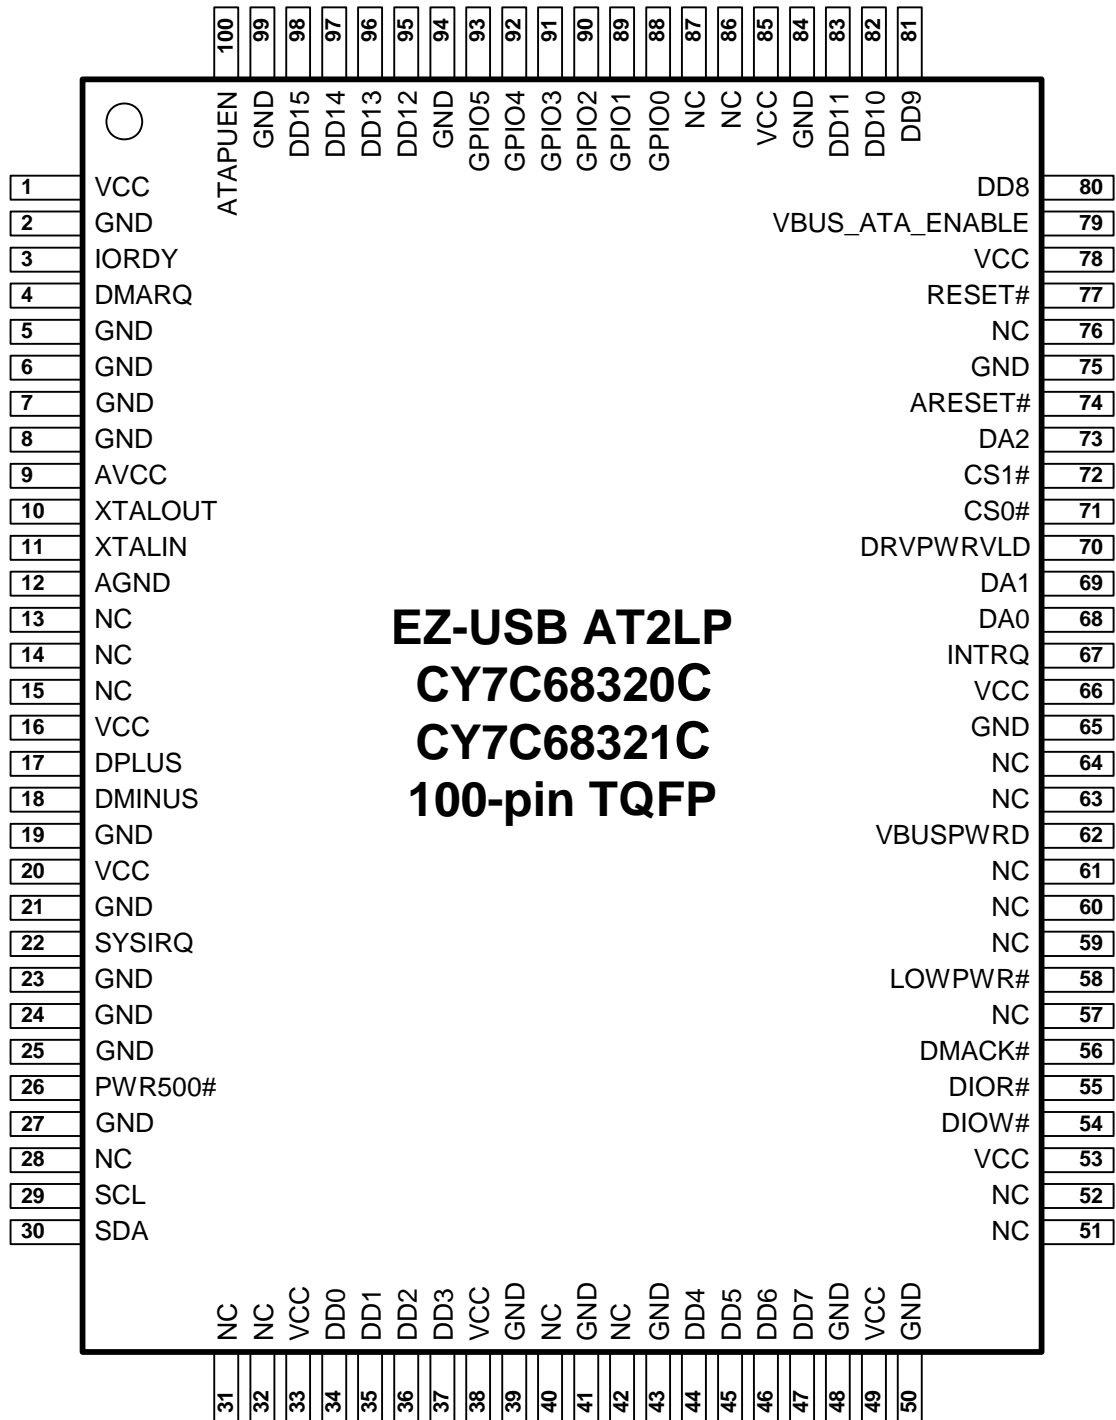 100 99 98 97 96 95 94 93 92 91 90 89 88 87 86 85 84 83 82 81
ATAPUEN GND DD15 DD14 DD13 DD12 GND GPIO5 GPIO4 GPIO3 GPIO2 GPIO1 GPIO0 NC NC VCC GND DD11 DD10 DD9
1 VCC DD8 80
2 GND VBUS_ATA_ENABLE 79
3 IORDY VCC 78
4 DMARQ RESET# 77
5 GND NC 76
6 GND GND 75
7 GND ARESET# 74
8 GND DA2 73
9 AVCC CS1# 72
10 XTALOUT CS0# 71
11 XTALIN DRVPWRVLD 70
12 AGND DA1 69
13 NC DA0 68
14 NC INTRQ 67
15 NC VCC 66
16 VCC GND 65
17 DPLUS NC 64
18 DMINUS NC 63
19 GND VBUSPWRD 62
20 VCC NC 61
21 GND NC 60
22 SYSIRQ NC 59
23 GND LOWPWR# 58
24 GND NC 57
25 GND DMACK# 56
26 PWR500# DIOR# 55
27 GND DIOW# 54
28 NC VCC 53
29 SCL NC 52
30 SDA NC 51
EZ-USB AT2LP
CY7C68320C
CY7C68321C
100-pin TQFP
NC NC VCC DD0 DD1 DD2 DD3 VCC GND NC GND NC GND DD4 DD5 DD6 DD7 GND VCC GND
31 32 33 34 35 36 37 38 39 40 41 42 43 44 45 46 47 48 49 50